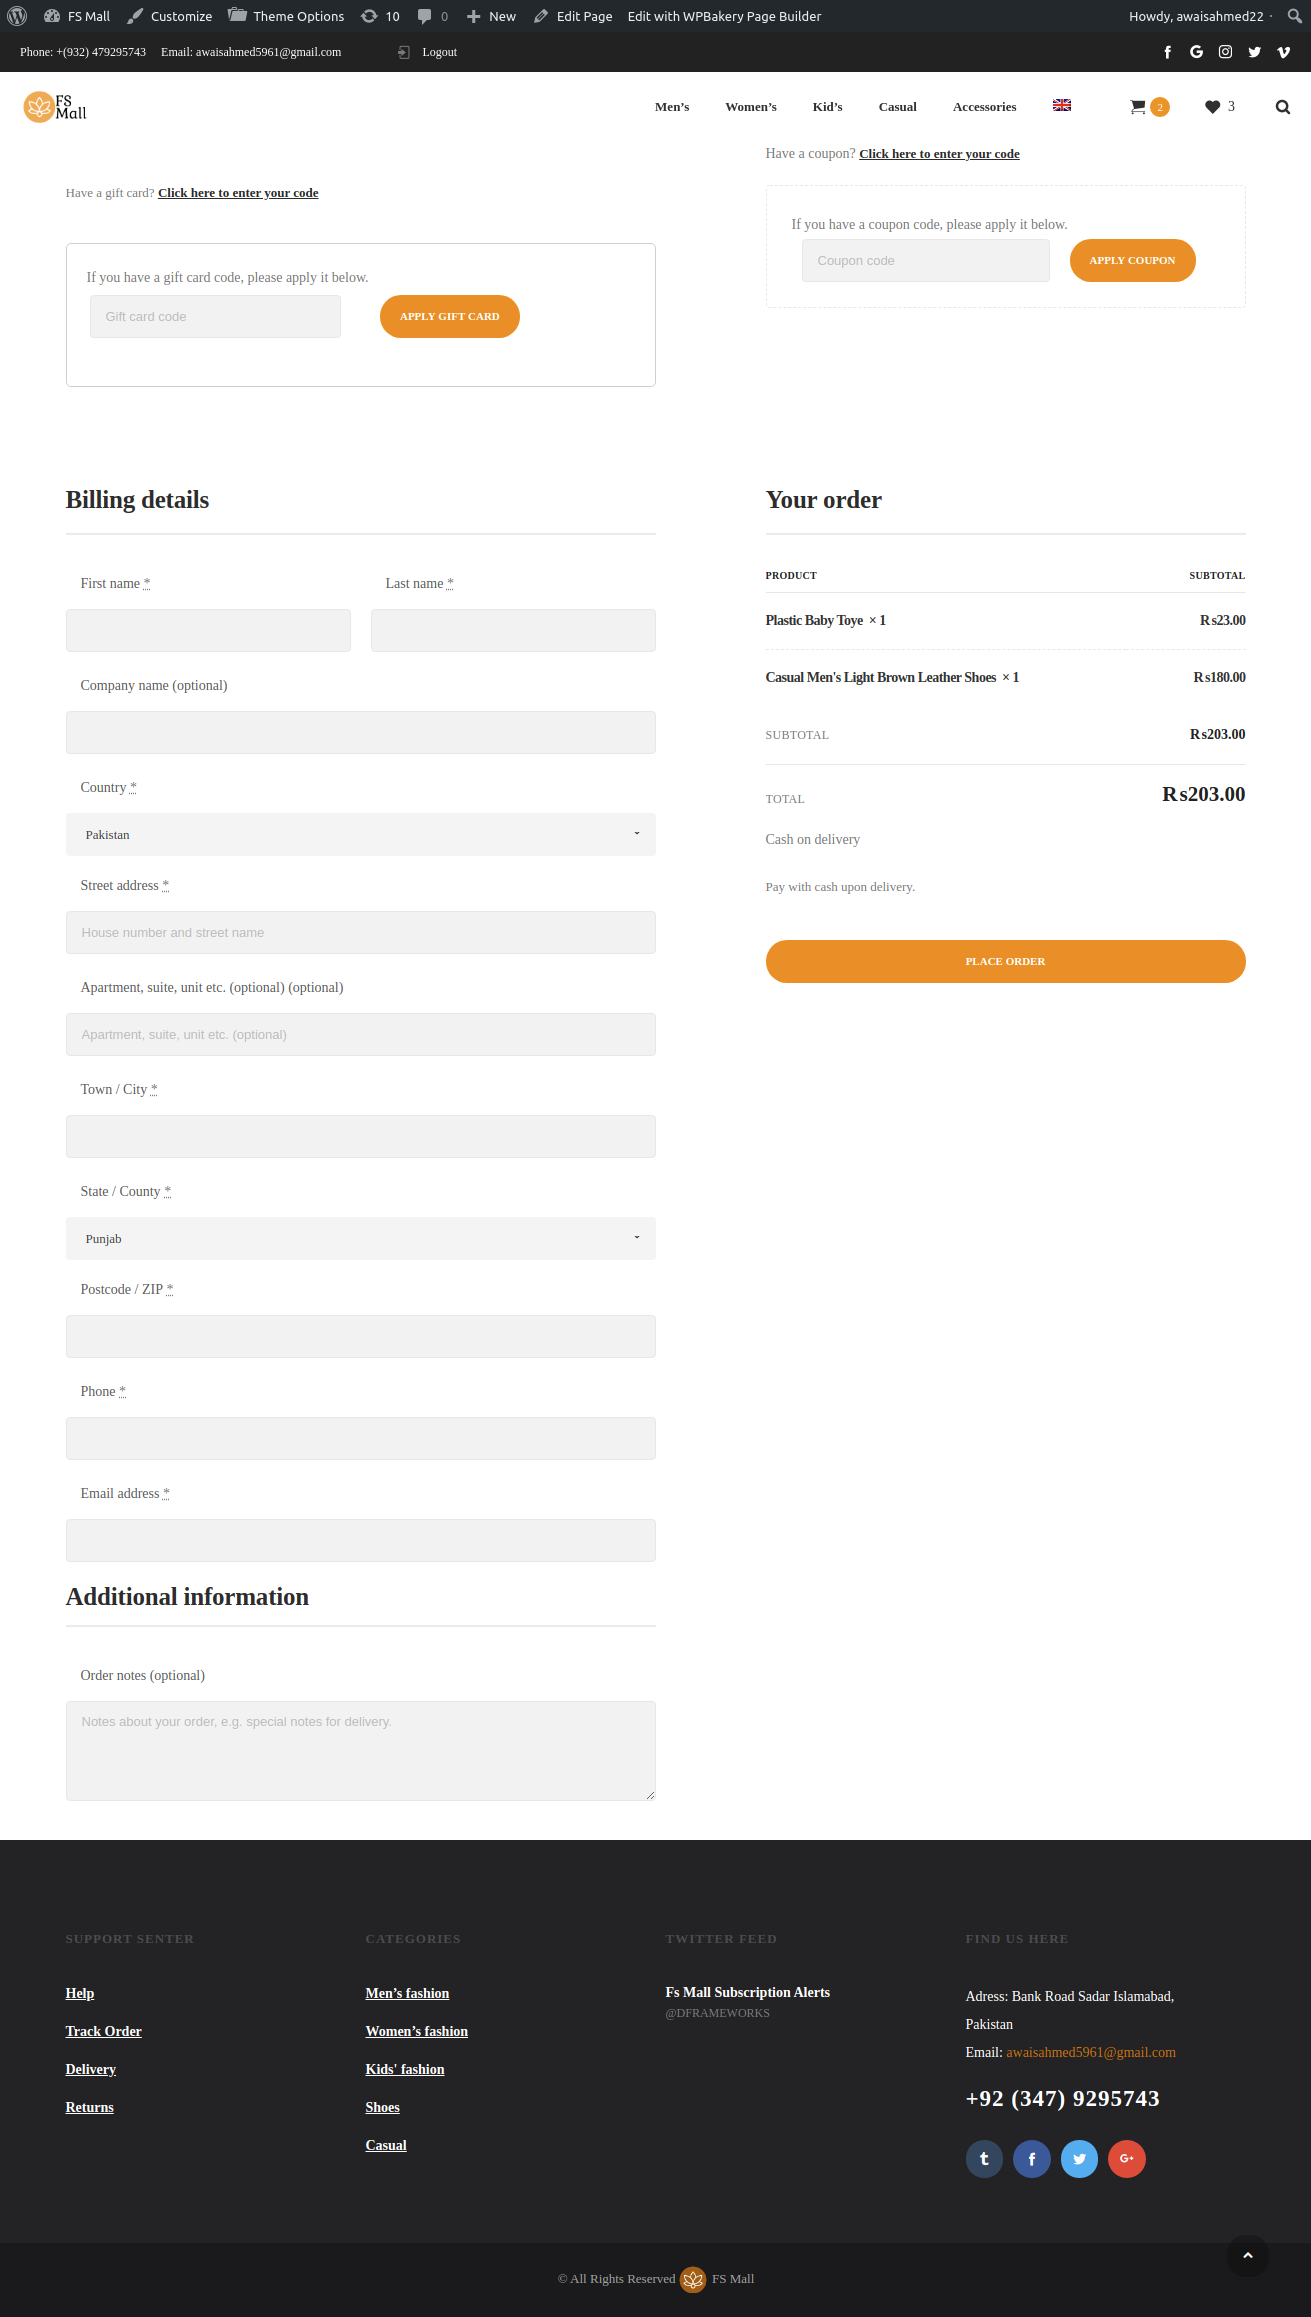 FS Mall Customize Theme Options 10 0 New Edit Page Edit with WPBakery Page Builder Howdy, awaisahmed22
Phone: +(932) 479295743 Email: awaisahmed5961@gmail.com Logout
FS
Mall
Men’s Women’s Kid’s Casual Accessories 2 3
Have a coupon? Click here to enter your code
Have a gift card? Click here to enter your code
If you have a coupon code, please apply it below.
Coupon code APPLY COUPON
If you have a gift card code, please apply it below.
Gift card code APPLY GIFT CARD
Billing details
First name * Last name *
Company name (optional)
Country *
Pakistan
Street address *
House number and street name
Apartment, suite, unit etc. (optional) (optional)
Apartment, suite, unit etc. (optional)
Town / City *
State / County *
Punjab
Postcode / ZIP *
Phone *
Email address *
Additional information
Order notes (optional)
Notes about your order, e.g. special notes for delivery.
Your order
PRODUCT SUBTOTAL
Plastic Baby Toye × 1 Rs23.00
Casual Men's Light Brown Leather Shoes × 1 Rs180.00
SUBTOTAL Rs203.00
TOTAL Rs203.00
Cash on delivery
Pay with cash upon delivery.
PLACE ORDER
SUPPORT SENTER
Help
Track Order
Delivery
Returns
CATEGORIES
Men’s fashion
Women’s fashion
Kids' fashion
Shoes
Casual
TWITTER FEED
Fs Mall Subscription Alerts
@DFRAMEWORKS
FIND US HERE
Adress: Bank Road Sadar Islamabad,
Pakistan
Email: awaisahmed5961@gmail.com
+92 (347) 9295743
© All Rights Reserved FS Mall